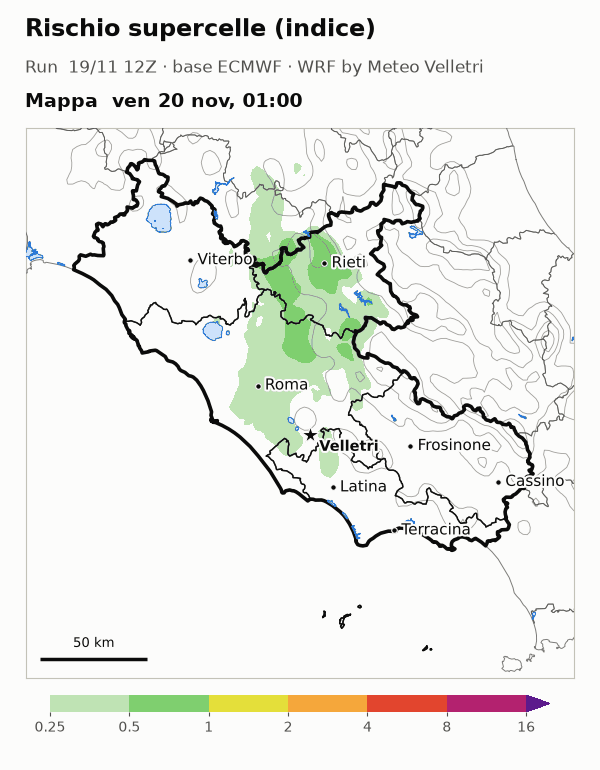 Rischio supercelle (indice)
Run 19/11 12Z · base ECMWF · WRF by Meteo Velletri
Mappa ven 20 nov, 01:00
Viterbo
Rieti
Roma
Velletri
Frosinone
Latina
Cassino
Terracina
50 km
0.25 0.5 1 2 4 8 16